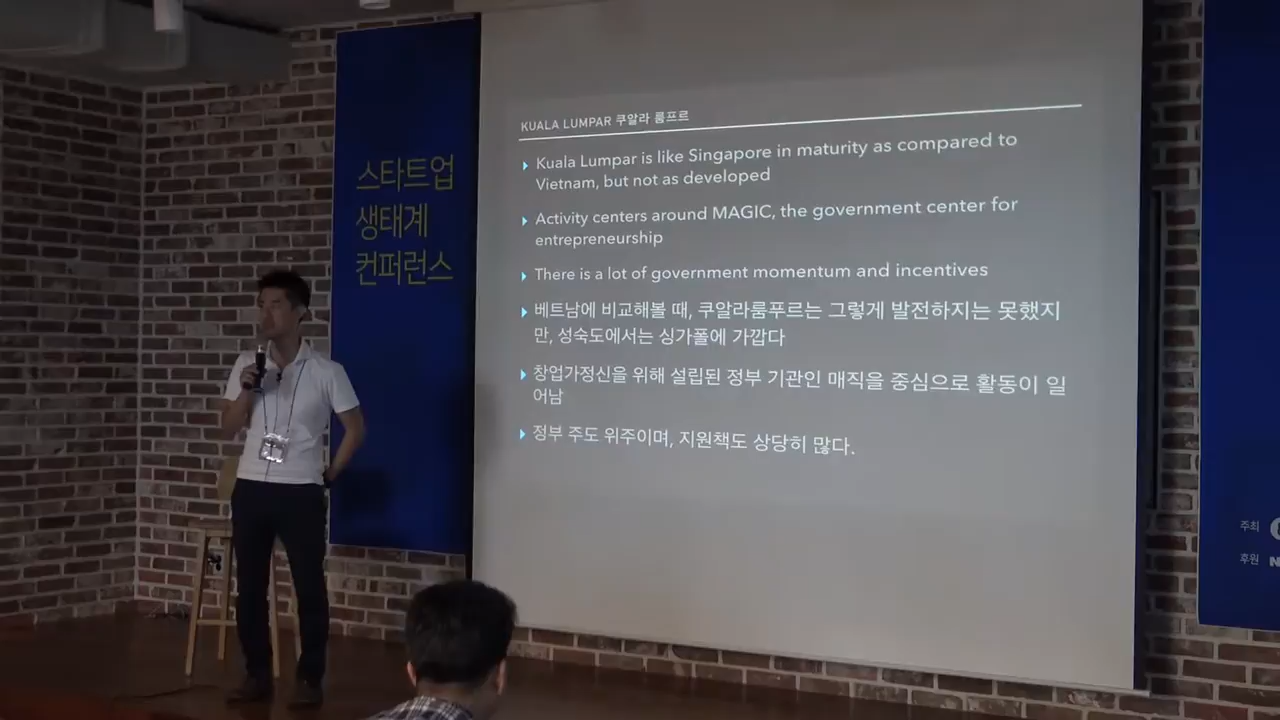 스타트업
생태계
컨퍼런스
KUALA LUMPAR 쿠알라 룸프르
Kuala Lumpar is like Singapore in maturity as compared to
Vietnam, but not as developed
Activity centers around MAGIC, the government center for
entrepreneurship
There is a lot of government momentum and incentives
베트남에 비교해볼 때, 쿠알라룸푸르는 그렇게 발전하지는 못했지
만, 성숙도에서는 싱가폴에 가깝다
창업가정신을 위해 설립된 정부 기관인 매직을 중심으로 활동이 일
어남
정부 주도 위주이며, 지원책도 상당히 많다.
주최
후원